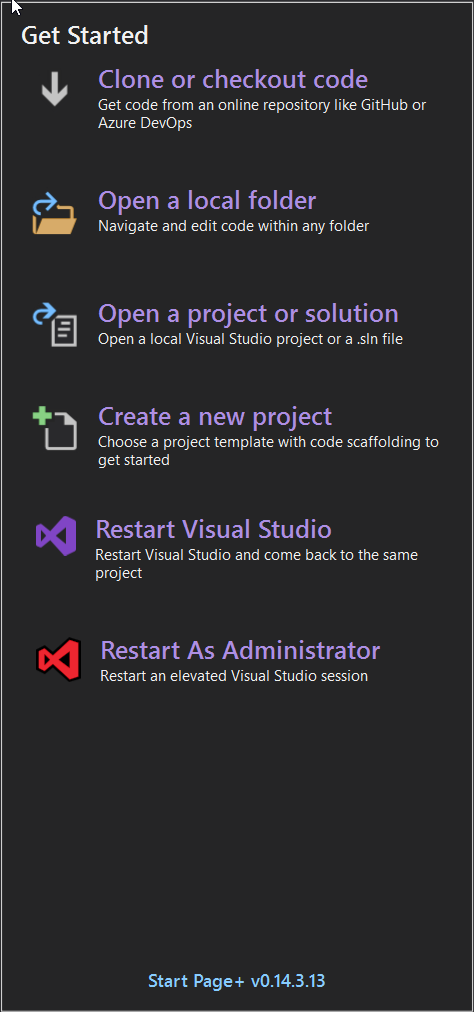 Get Started
Clone or checkout code
Get code from an online repository like GitHub or
Azure DevOps
Open a local folder
Navigate and edit code within any folder
Open a project or solution
Open a local Visual Studio project or a .sln file
Create a new project
Choose a project template with code scaffolding to
get started
Restart Visual Studio
Restart Visual Studio and come back to the same
project
Restart As Administrator
Restart an elevated Visual Studio session
Start Page+ v0.14.3.13